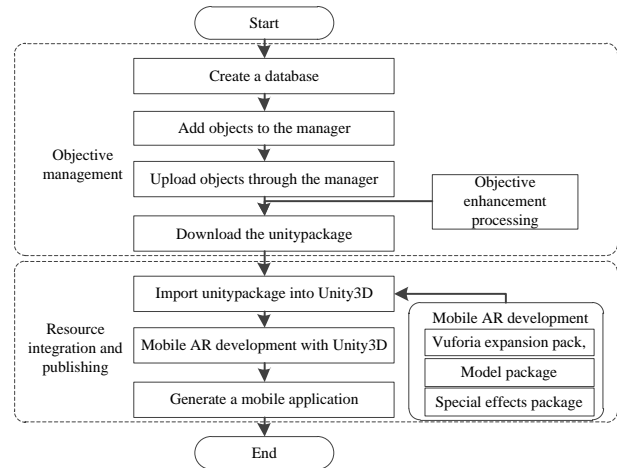 Start
Create a database
Add objects to the manager
Objective
management
Upload objects through the manager
Objective
enhancement
processing
Download the unitypackage
Import unitypackage into Unity3D
Resource
integration and
publishing
Mobile AR development with Unity3D
Generate a mobile application
Mobile AR development
Vuforia expansion pack,
Model package
Special effects package
End